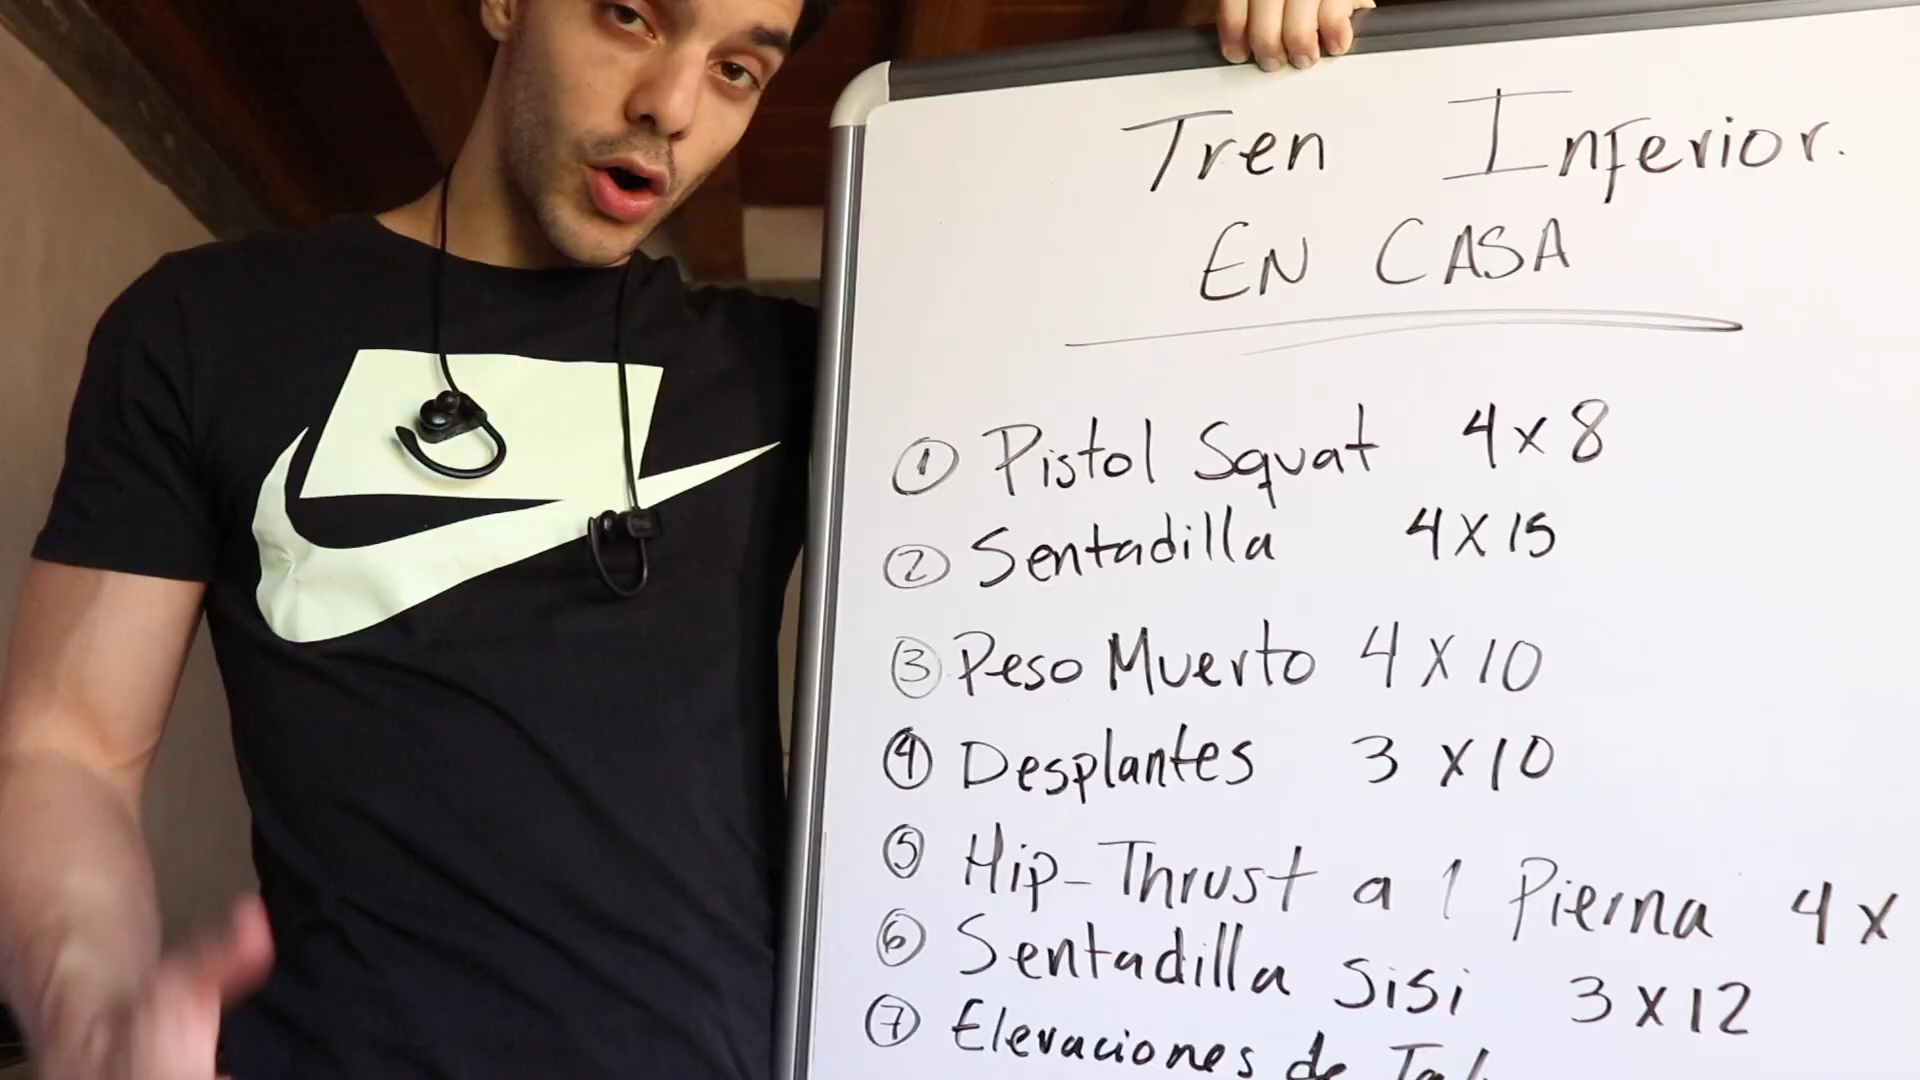 Tren Inferior.
EN CASA
① Pistol Squat 4x8
② Sentadilla 4x15
③ Peso Muerto 4x10
④ Desplantes 3x10
⑤ Hip-Thrust a 1 Pierna 4x
⑥ Sentadilla Sisi 3x12
⑦ Elevaciones de